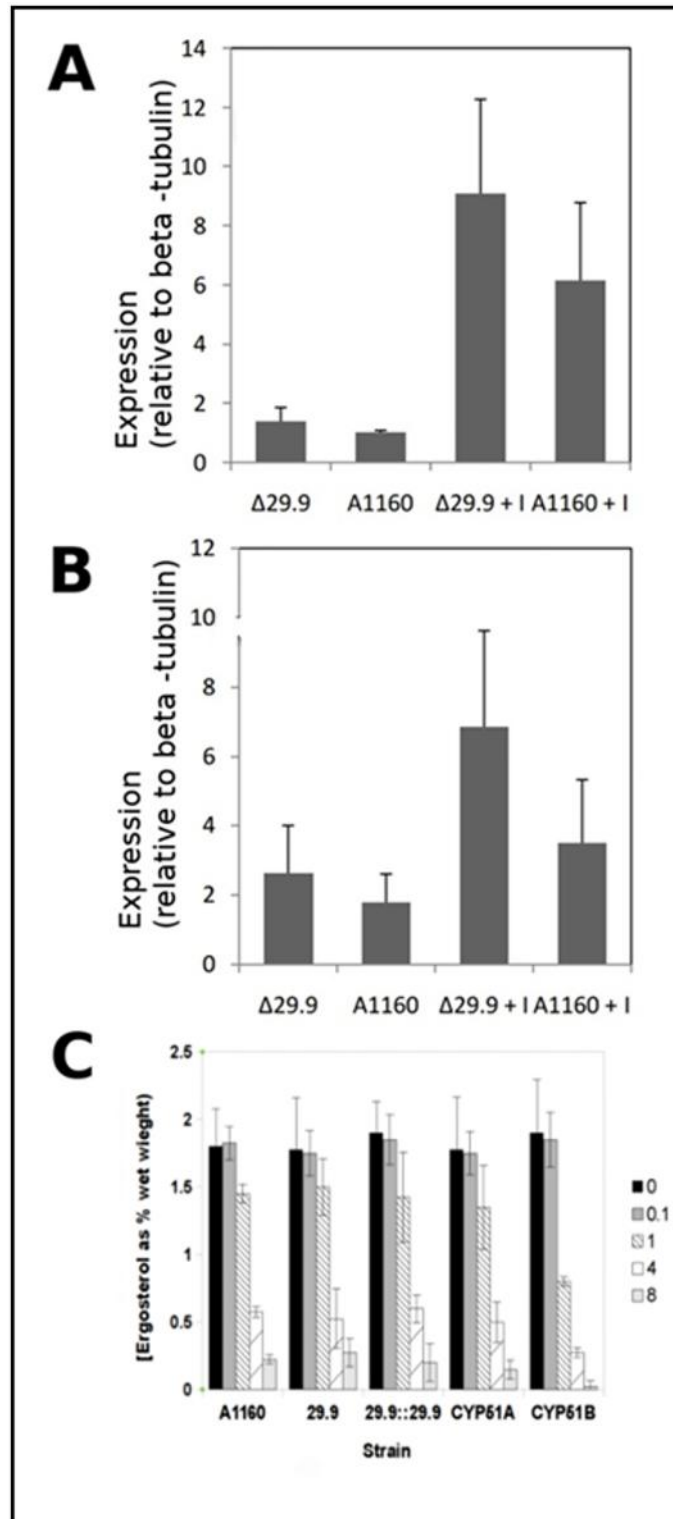 A
Expression
(relative to beta -tubulin)
14
12
10
8
6
4
2
0
Δ29.9 A1160 Δ29.9 + I A1160 + I
B
Expression
(relative to beta -tubulin)
12
10
8
6
4
2
0
Δ29.9 A1160 Δ29.9 + I A1160 + I
C
[Ergosterol as % wet wieght)
2.5
2
1.5
1
0.5
0
A1160 29.9 29.9::29.9 CYP51A CYP51B
Strain
0
0.1
1
4
8